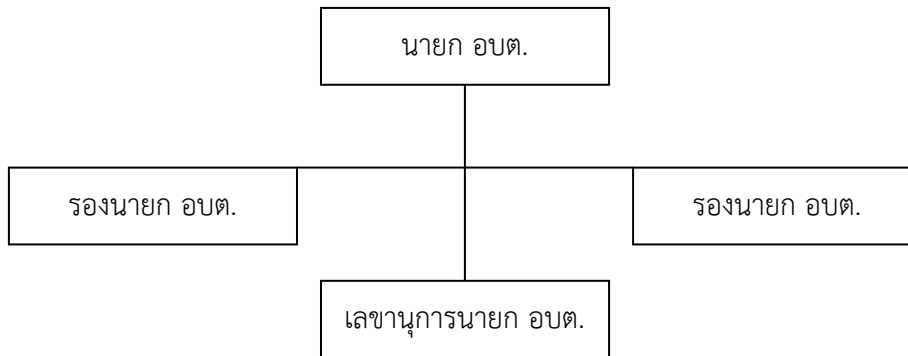 นายก อบต.
รองนายก อบต.
รองนายก อบต.
เลขานุการนายก อบต.